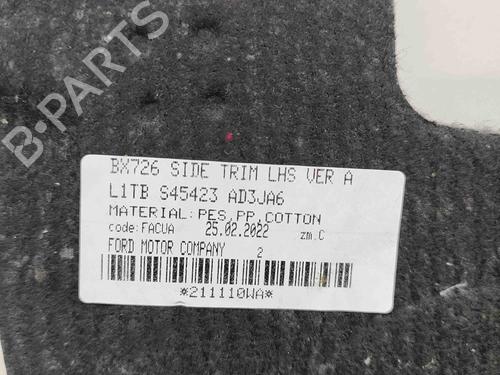 B-PARTS
BX726 SIDE TRIM LHS VER A
L1TB S45423 AD3JA6
MATERIAL:PES,PP,COTTON
code:FACUA 25.02.2022 zm.C
FORD MOTOR COMPANY 2
*211110WA*